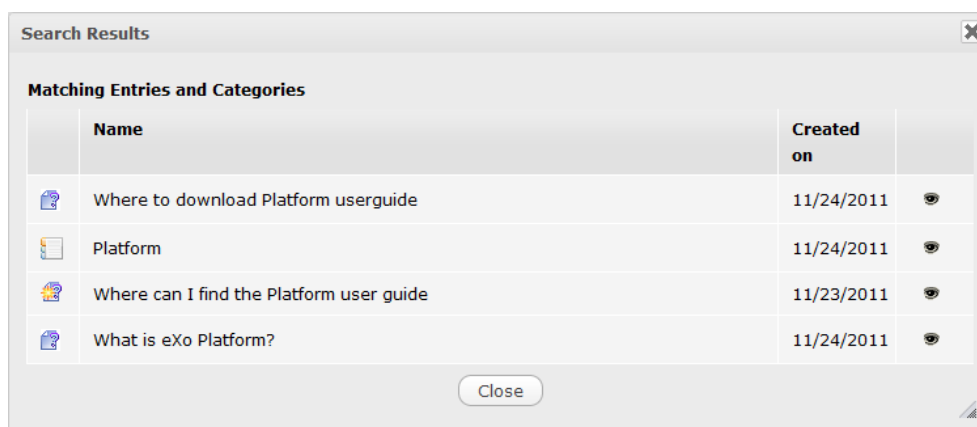 Search Results
Matching Entries and Categories
Name
Created
on
Where to download Platform userguide 11/24/2011
Platform 11/24/2011
Where can I find the Platform user guide 11/23/2011
What is eXo Platform? 11/24/2011
Close